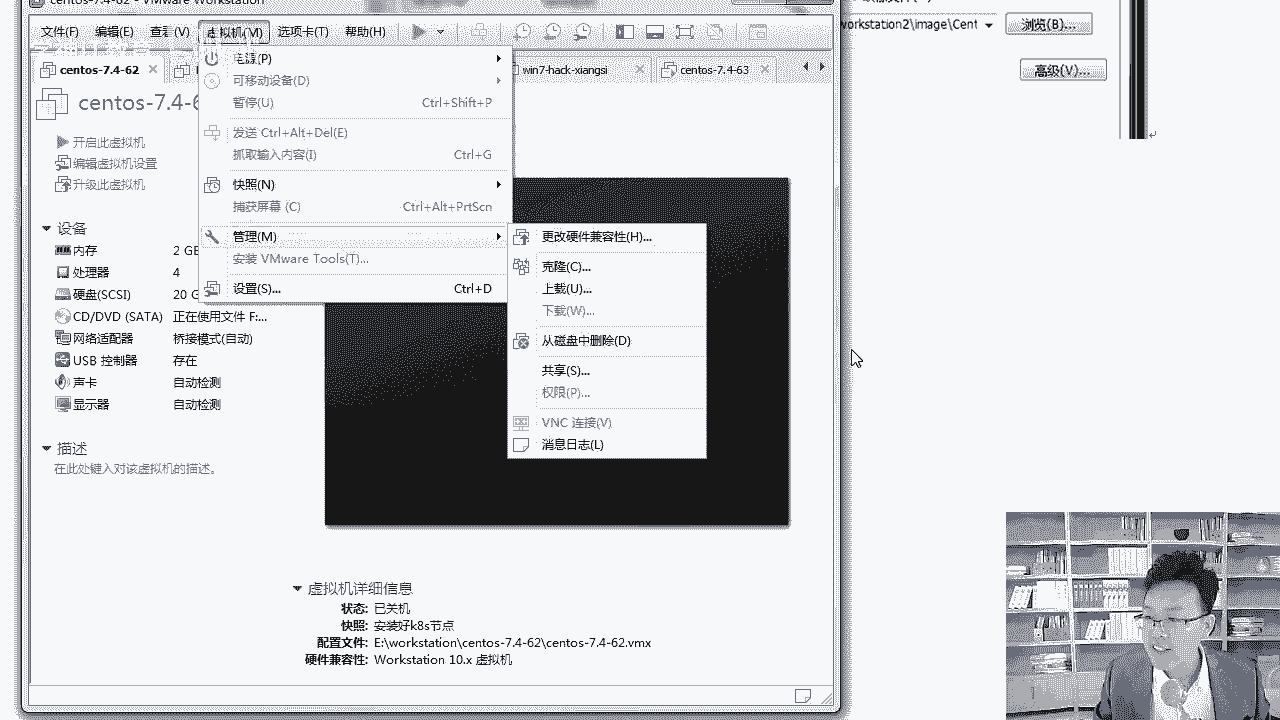 centos-7.4-62 - VMware Workstation
文件(F) 编辑(E) 查看(V) 虚拟机(M) 选项卡(T) 帮助(H)
centos-7.4-62 win7-hack-xiangsi centos-7.4-63
centos-7.4-6
开启此虚拟机
编辑虚拟机设置
升级此虚拟机
设备
内存 2 GB
处理器 4
硬盘(SCSI) 20 G
CD/DVD (SATA) 正在使用文件 F:...
网络适配器 桥接模式(自动)
USB 控制器 存在
声卡 自动检测
显示器 自动检测
描述
在此处键入对该虚拟机的描述。
电源(P)
可移动设备(D)
暂停(U) Ctrl+Shift+P
发送 Ctrl+Alt+Del(E)
抓取输入内容(I) Ctrl+G
快照(N)
捕获屏幕 (C) Ctrl+Alt+PrtScn
管理(M)
安装 VMware Tools(T)...
设置(S)... Ctrl+D
更改硬件兼容性(H)...
克隆(C)...
上载(U)...
下载(W)...
从磁盘中删除(D)
共享(S)...
权限(P)...
VNC 连接(V)
消息日志(L)
虚拟机详细信息
状态: 已关机
快照: 安装好k8s节点
配置文件: E:\workstation\centos-7.4-62\centos-7.4-62.vmx
硬件兼容性: Workstation 10.x 虚拟机
workstation2\image\Cent
浏览(B)...
高级(V)...